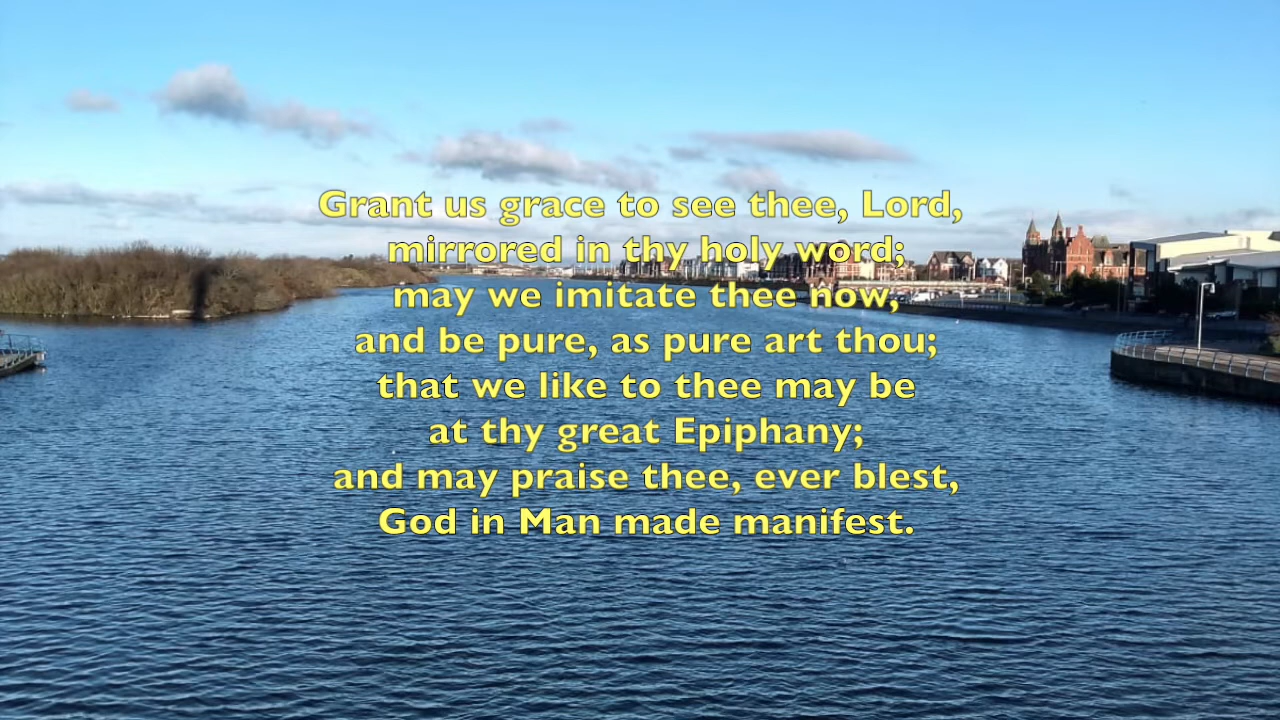 Grant us grace to see thee, Lord,
mirrored in thy holy word;
may we imitate thee now,
and be pure, as pure art thou;
that we like to thee may be
at thy great Epiphany;
and may praise thee, ever blest,
God in Man made manifest.